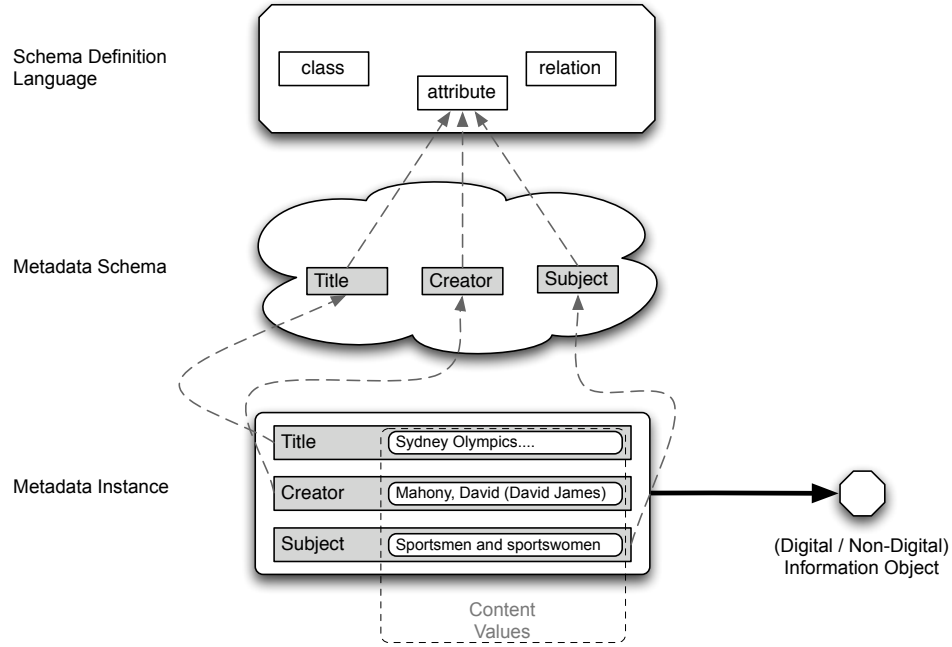 Schema Definition
Language
class
relation
attribute
Metadata Schema
Title
Creator
Subject
Metadata Instance
Title
Sydney Olympics....
Creator
Mahony, David (David James)
Subject
Sportsmen and sportswomen
(Digital / Non-Digital)
Information Object
Content
Values